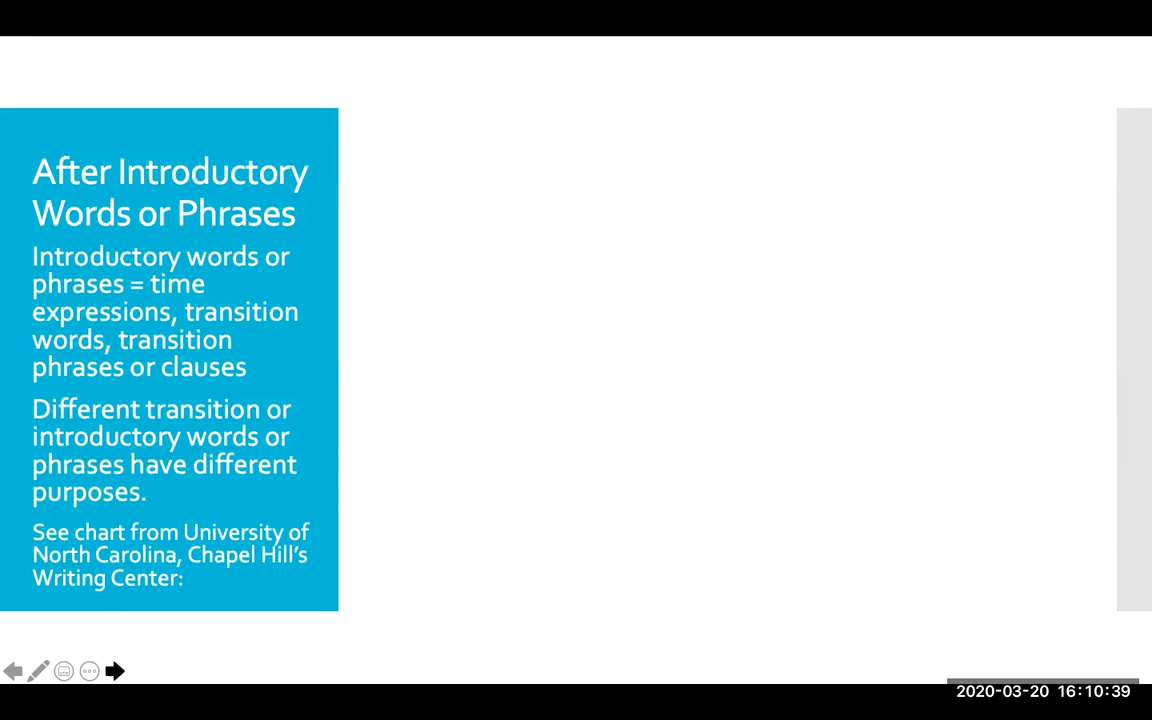 After Introductory
Words or Phrases
Introductory words or
phrases = time
expressions, transition
words, transition
phrases or clauses
Different transition or
introductory words or
phrases have different
purposes.
See chart from University of
North Carolina, Chapel Hill’s
Writing Center:
2020-03-20 16:10:39